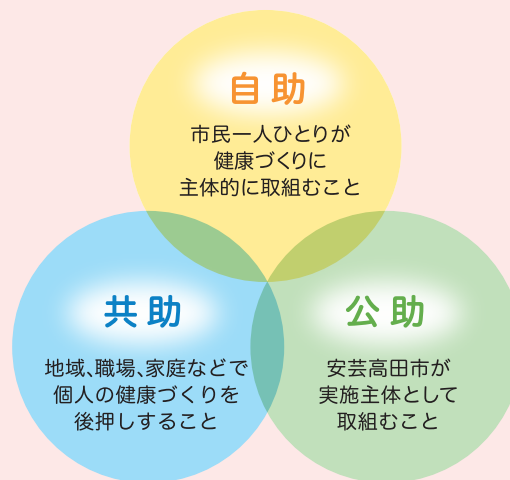 自助
市民一人ひとりが
健康づくりに
主体的に取組むこと
共助
地域、職場、家庭などで
個人の健康づくりを
後押しすること
公助
安芸高田市が
実施主体として
取組むこと